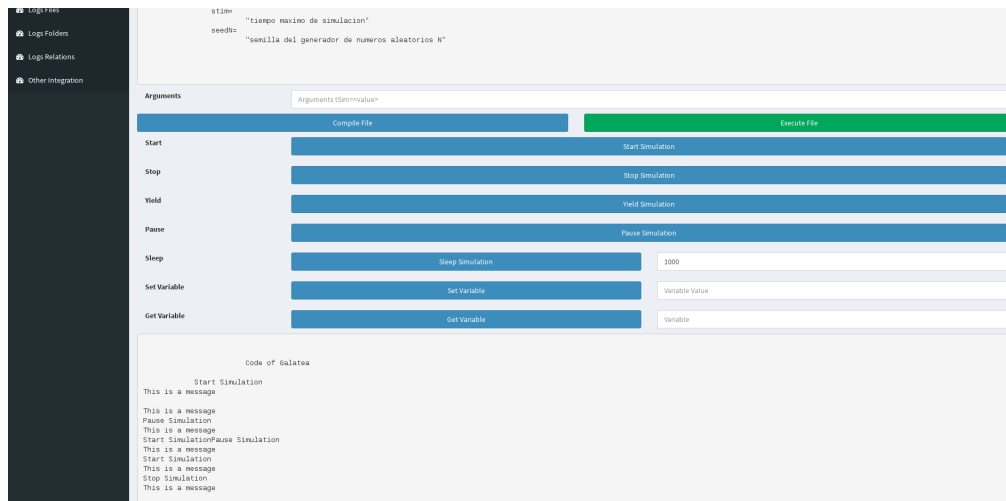 Logs Files
Logs Folders
Logs Relations
Other Integration
stim=
"tiempo maximo de simulacion"
seedN=
"semilla del generador de numeros aleatorios N"
Arguments
Arguments tSim=<value>
Compile File
Execute File
Start
Start Simulation
Stop
Stop Simulation
Yield
Yield Simulation
Pause
Pause Simulation
Sleep
Sleep Simulation
1000
Set Variable
Set Variable
Variable Value
Get Variable
Get Variable
Variable
Code of Galatea
Start Simulation
This is a message
This is a message
Pause Simulation
This is a message
Start SimulationPause Simulation
This is a message
Start Simulation
This is a message
Stop Simulation
This is a message